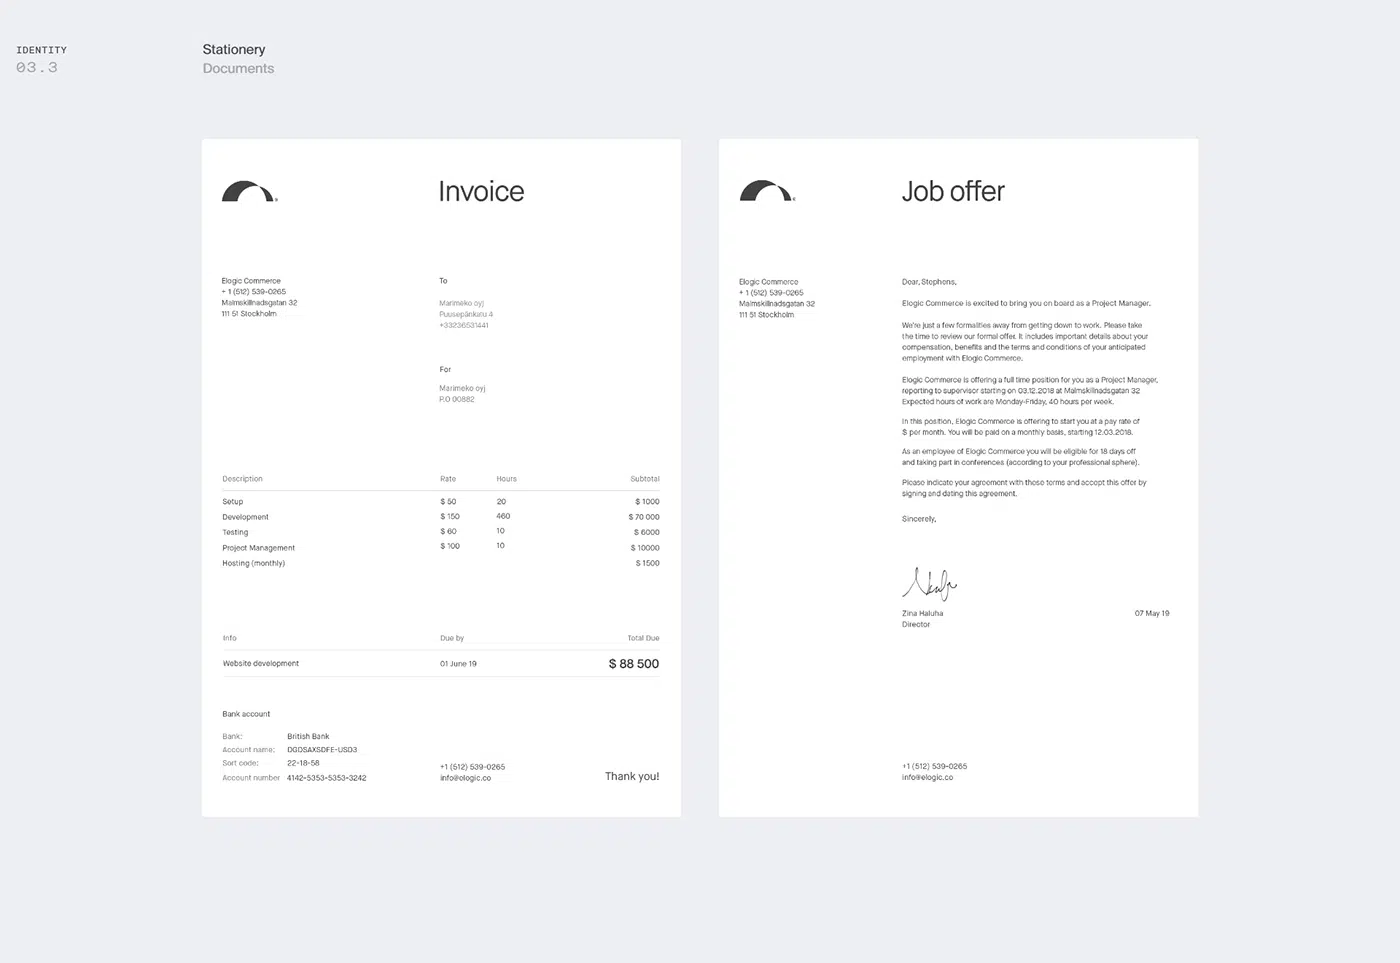 IDENTITY
03.3
Stationery
Documents
Invoice
Elogic Commerce
+ 1 (512) 539-0265
Malmskillnadsgatan 32
111 51 Stockholm
To
Marimeko oyj
Puusepänkatu 4
+33236531441
For
Marimeko oyj
P.O 00882
Description Rate Hours Subtotal
Setup $ 50 20 $ 1000
Development $ 150 460 $ 70 000
Testing $ 60 10 $ 6000
Project Management $ 100 10 $ 10000
Hosting (monthly) $ 1500
Info Due by Total Due
Website development 01 June 19 $ 88 500
Bank account
Bank: British Bank
Account name: DGDSAXSDFE-USD3
Sort code: 22-18-58
Account number 4142-5353-5353-3242
+1 (512) 539-0265
info@elogic.co
Thank you!
Job offer
Elogic Commerce
+ 1 (512) 539-0265
Malmskillnadsgatan 32
111 51 Stockholm
Dear, Stephens,
Elogic Commerce is excited to bring you on board as a Project Manager.
We're just a few formalities away from getting down to work. Please take
the time to review our formal offer. It includes important details about your
compensation, benefits and the terms and conditions of your anticipated
employment with Elogic Commerce.
Elogic Commerce is offering a full time position for you as a Project Manager,
reporting to supervisor starting on 03.12.2018 at Malmskillnadsgatan 32
Expected hours of work are Monday-Friday, 40 hours per week.
In this position, Elogic Commerce is offering to start you at a pay rate of
$ per month. You will be paid on a monthly basis, starting 12.03.2018.
As an employee of Elogic Commerce you will be eligible for 18 days off
and taking part in conferences (according to your professional sphere).
Please indicate your agreement with these terms and accept this offer by
signing and dating this agreement.
Sincerely,
Zina Haluha 07 May 19
Director
+1 (512) 539-0265
info@elogic.co